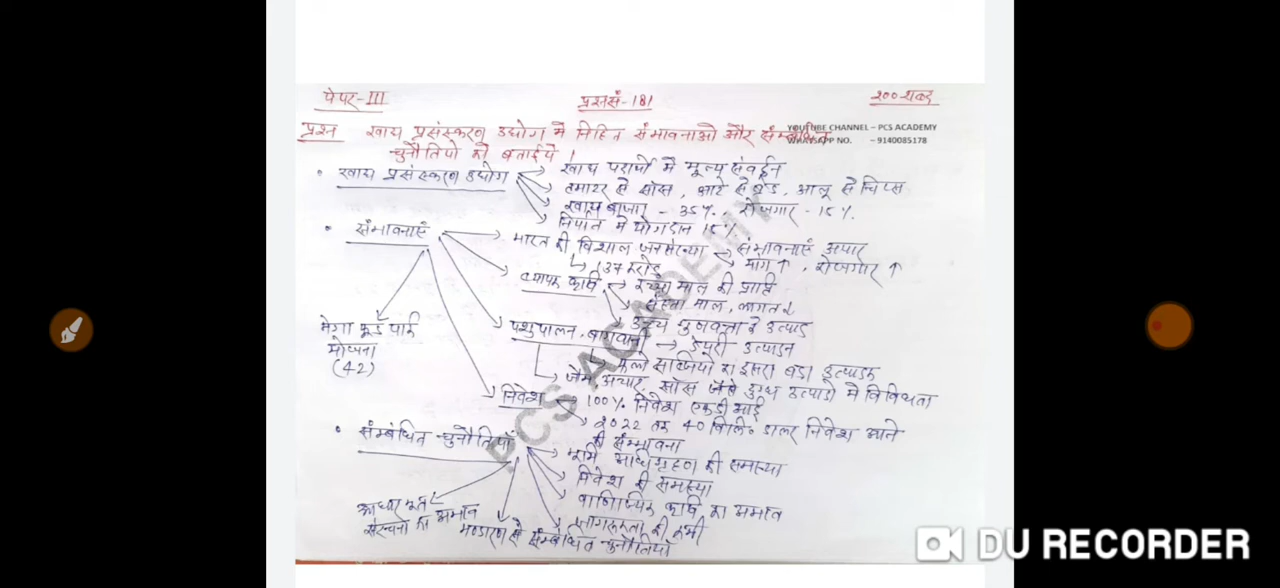 पेपर-III
प्रश्नसं-181
200-शब्द
प्रश्न खाद्य प्रसंस्करण उद्योग में निहित संभावनाओं और संम्बंधित
चुनौतियों को बताईये।
YOUTUBE CHANNEL – PCS ACADEMY
WHATSAPP NO. – 9140085178
• खाद्य प्रसंस्करण उद्योग
खाद्य पदार्थो में मूल्य संवर्द्धन
टमाटर से सॉस, आटे से ब्रेड, आलू से चिप्स
खाद्य बाजार - 35%, रोजगार - 15%
निर्यात में योगदान 15%
• संभावनाएं
भारत की विशाल जनसंख्या → संभावनाएं अपार
137 करोड़
मांग ↑, रोजगार ↑
व्यापक कृषि → कच्चा माल की प्राप्ति
सस्ता माल, लागत ↓
उच्च गुणवत्ता के उत्पाद
पशुपालन, बागवानी → डेयरी उत्पादन
फलो सब्जियो का दूसरा बड़ा उत्पादक
जैम अचार, सॉस जैसे दुग्ध उत्पादो में विविधता
मेगा फूड पार्क
योजना
(42)
निवेश → 100% निवेश एफडीआई
2022 तक 40 बिलि० डालर निवेश आने
की संम्भावना
• संम्बंधित चुनौतियाँ
भूमि अधिग्रहण की समस्या
निवेश की समस्या
वाणिज्यिक कृषि का अभाव
जागरूकता की कमी
भण्डारण से संम्बंधित चुनौतियाँ
आधारभूत
संरचना का अभाव
PCS ACADEMY
DU RECORDER